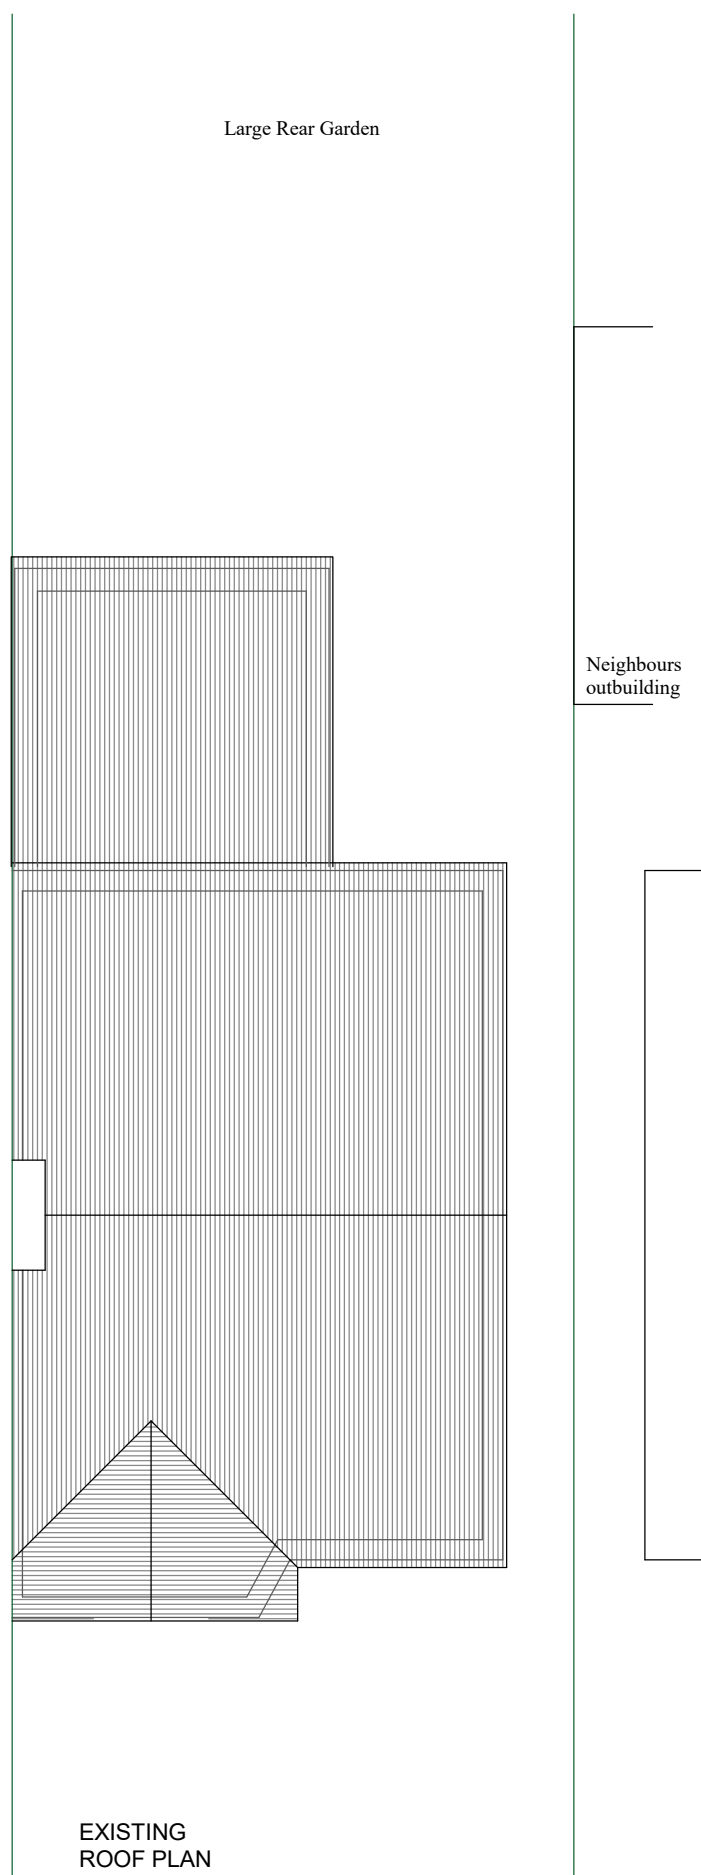 Large Rear Garden
Neighbours
outbuilding
EXISTING
ROOF PLAN